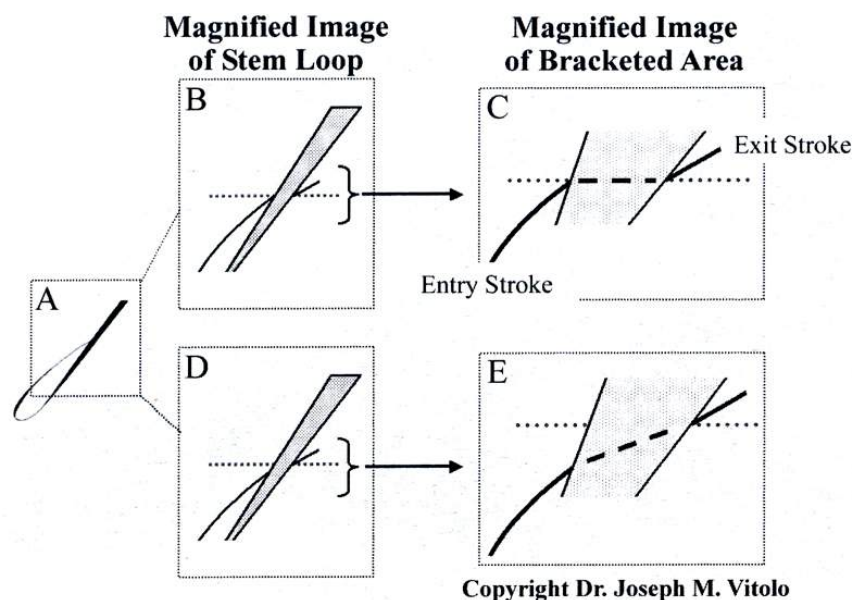 Magnified Image
of Stem Loop
Magnified Image
of Bracketed Area
B
C
Exit Stroke
Entry Stroke
A
D
E
Copyright Dr. Joseph M. Vitolo